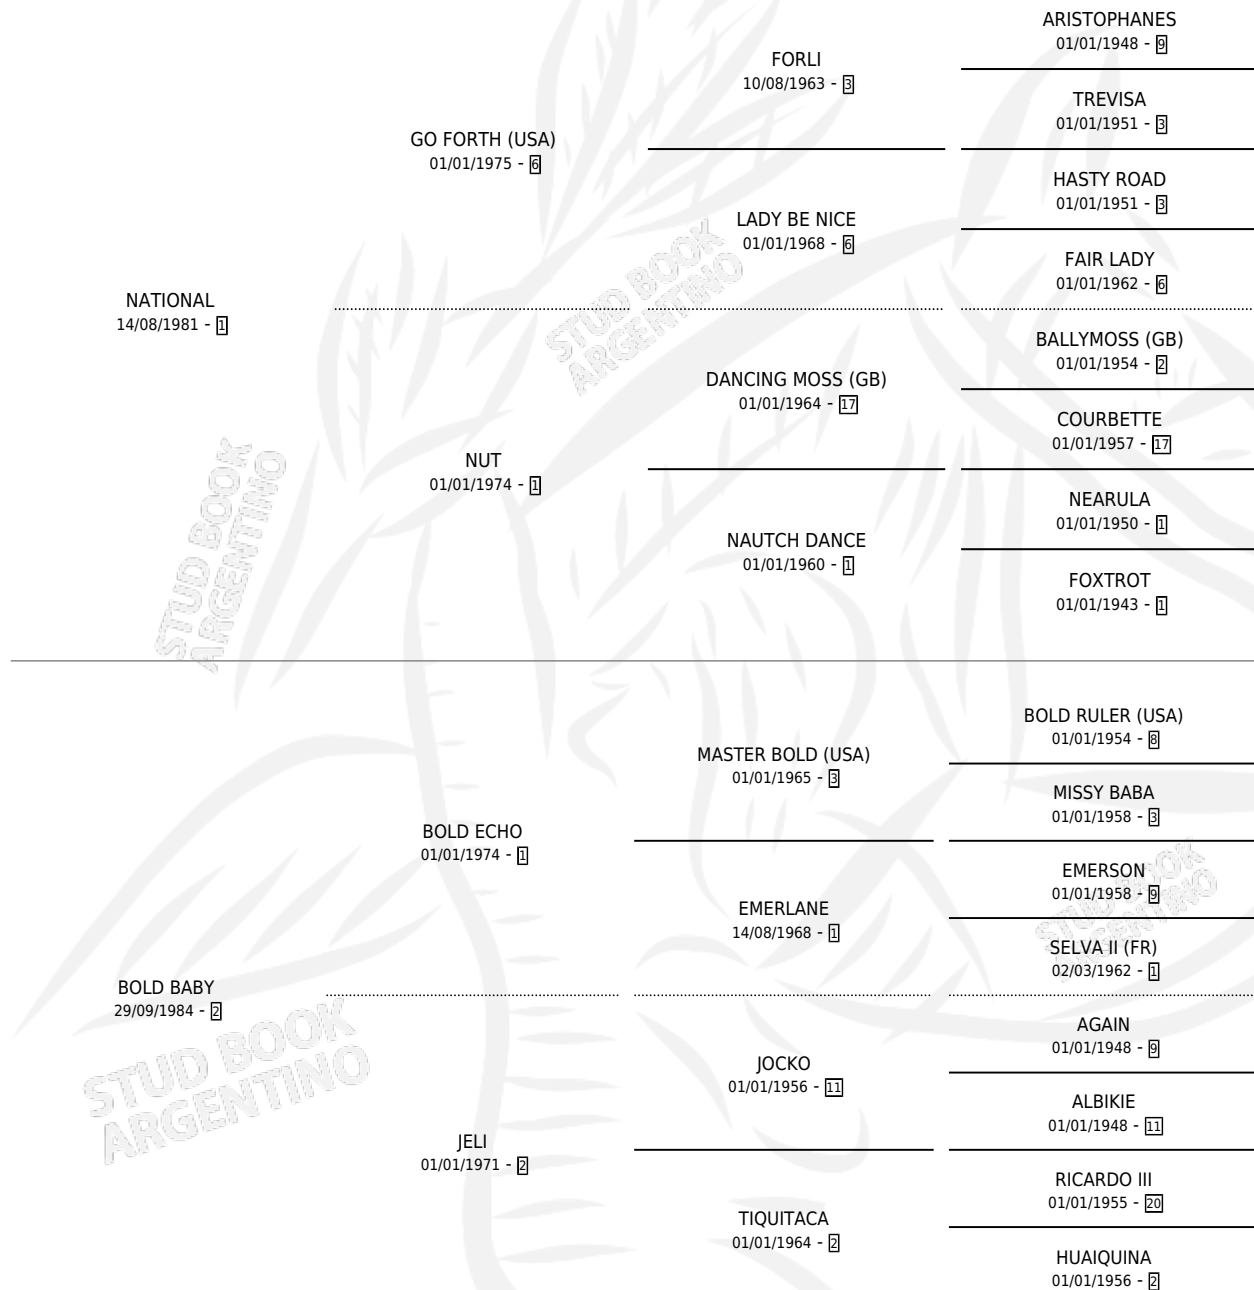 ARISTOPHANES
01/01/1948 - 9
FORLI
10/08/1963 - 3
TREVISA
01/01/1951 - 3
GO FORTH (USA)
01/01/1975 - 6
HASTY ROAD
01/01/1951 - 3
LADY BE NICE
01/01/1968 - 6
FAIR LADY
01/01/1962 - 6
NATIONAL
14/08/1981 - 1
BALLYMOSS (GB)
01/01/1954 - 2
DANCING MOSS (GB)
01/01/1964 - 17
COURBETTE
01/01/1957 - 17
NUT
01/01/1974 - 1
NEARULA
01/01/1950 - 1
NAUTCH DANCE
01/01/1960 - 1
FOXTROT
01/01/1943 - 1
BOLD RULER (USA)
01/01/1954 - 8
MASTER BOLD (USA)
01/01/1965 - 3
MISSY BABA
01/01/1958 - 3
BOLD ECHO
01/01/1974 - 1
EMERSON
01/01/1958 - 9
EMERLANE
14/08/1968 - 1
SELVA II (FR)
02/03/1962 - 1
BOLD BABY
29/09/1984 - 2
AGAIN
01/01/1948 - 9
JOCKO
01/01/1956 - 11
ALBIKIE
01/01/1948 - 11
JELI
01/01/1971 - 2
RICARDO III
01/01/1955 - 20
TIQUITACA
01/01/1964 - 2
HUAIQUINA
01/01/1956 - 2
STUD BOOK
ARGENTINO
STUD BOOK
ARGENTINO
STUD BOOK
ARGENTINO
STUD BOOK
ARGENTINO